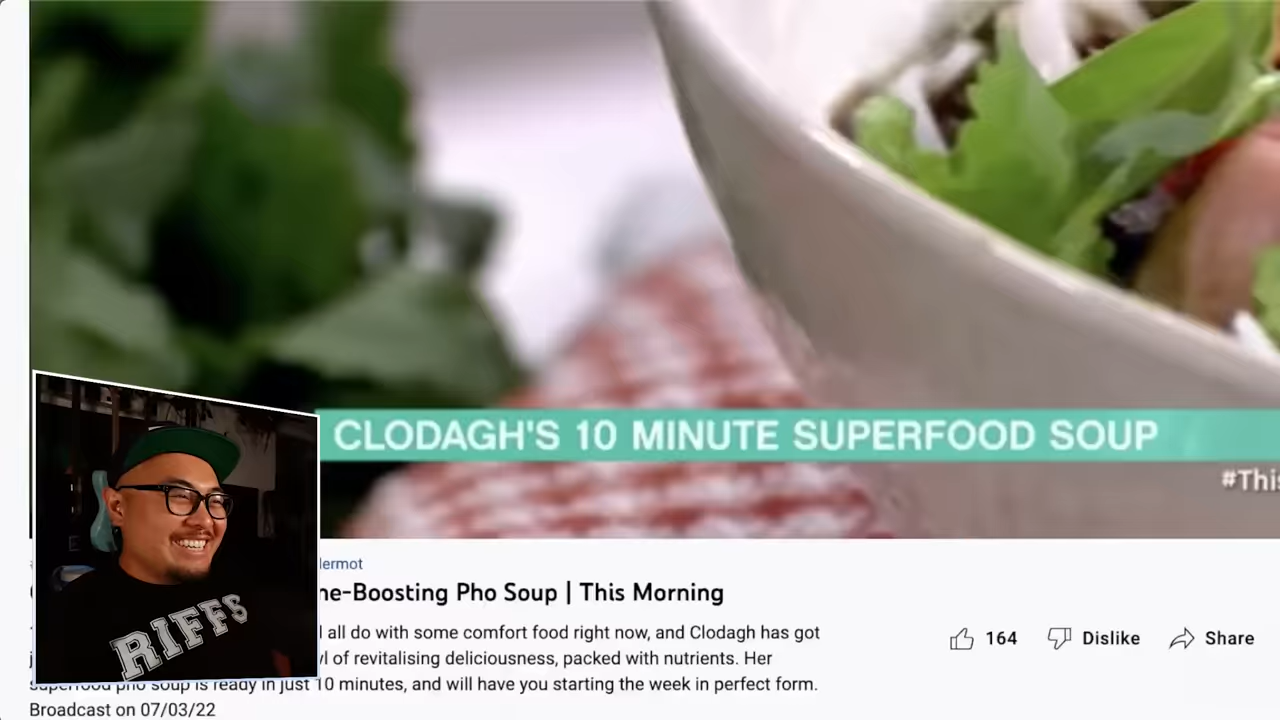 CLODAGH'S 10 MINUTE SUPERFOOD SOUP
#This
lermot
ne-Boosting Pho Soup | This Morning
RIFFS
l all do with some comfort food right now, and Clodagh has got
164
Dislike
Share
l of revitalising deliciousness, packed with nutrients. Her
superfood pho soup is ready in just 10 minutes, and will have you starting the week in perfect form.
Broadcast on 07/03/22